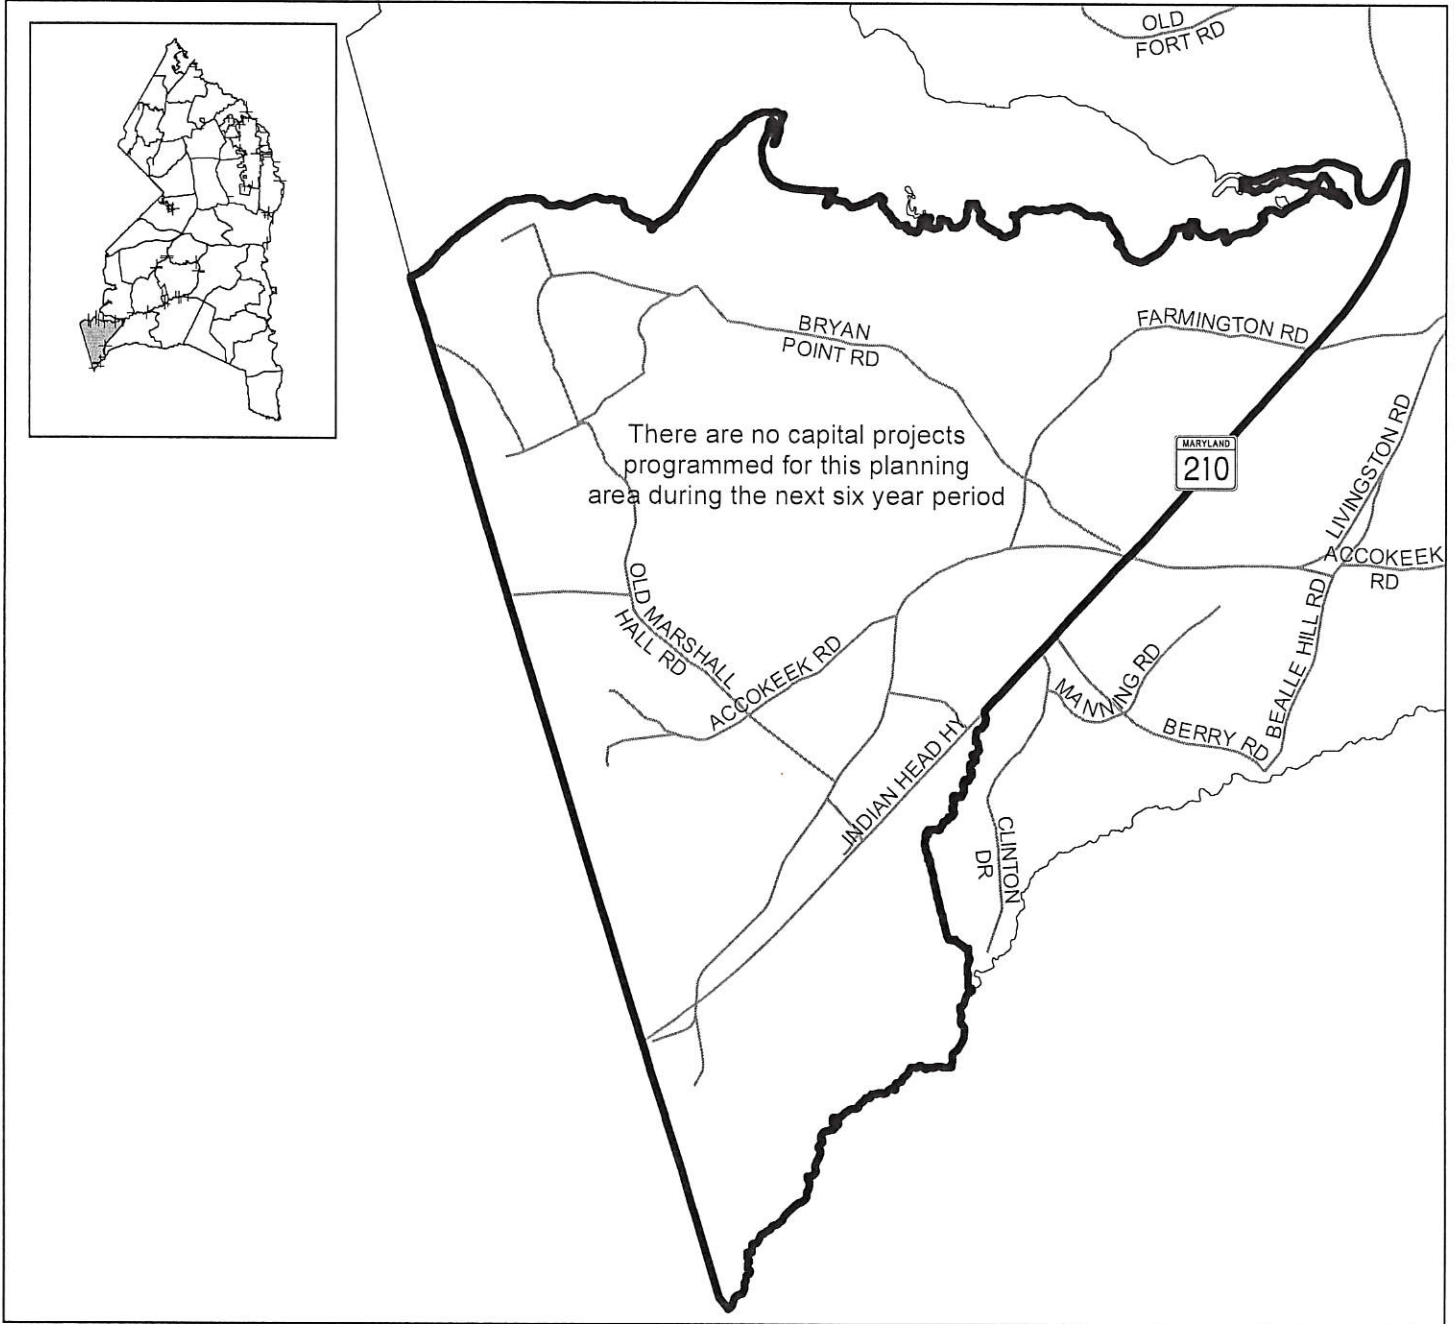 OLD
FORT RD
BRYAN
POINT RD
FARMINGTON RD
There are no capital projects
programmed for this planning
area during the next six year period
MARYLAND
210
LIVINGSTON RD
ACCOKEEK
RD
OLD MARSHALL
HALL RD
ACCOKEEK RD
MANNING RD
BEALLE HILL RD
BERRY RD
INDIAN HEAD HY
CLINTON
DR